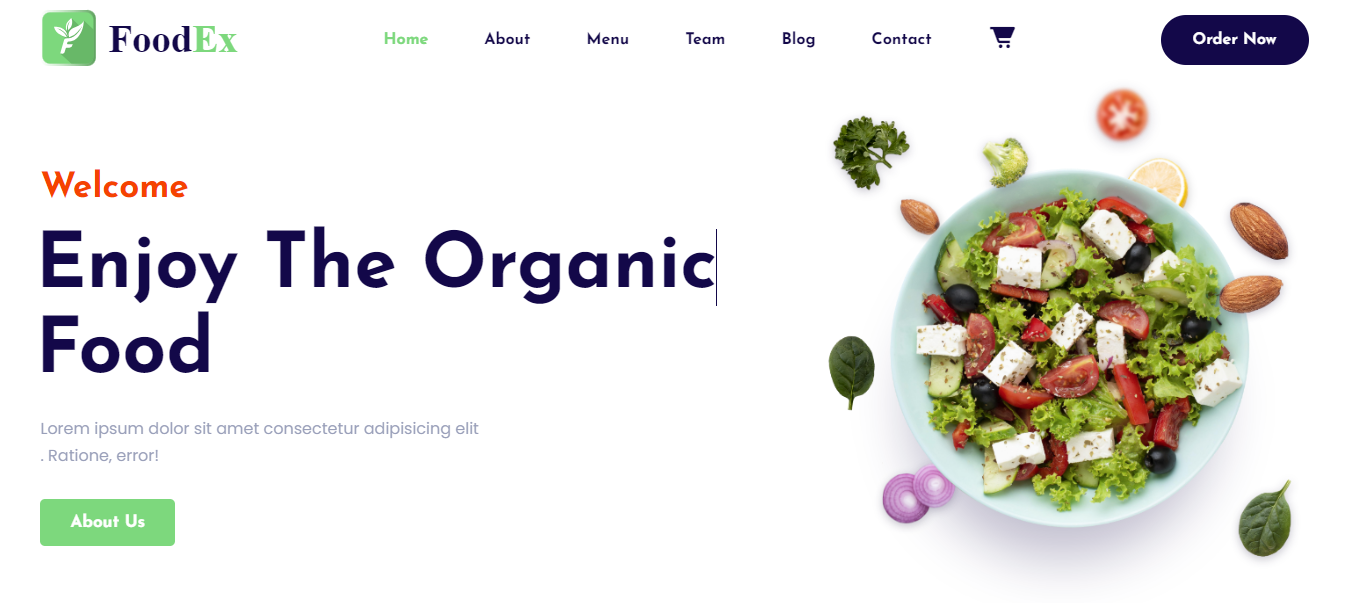 FoodEx
Home About Menu Team Blog Contact
Order Now
Welcome
Enjoy The Organic
Food
Lorem ipsum dolor sit amet consectetur adipisicing elit
. Ratione, error!
About Us